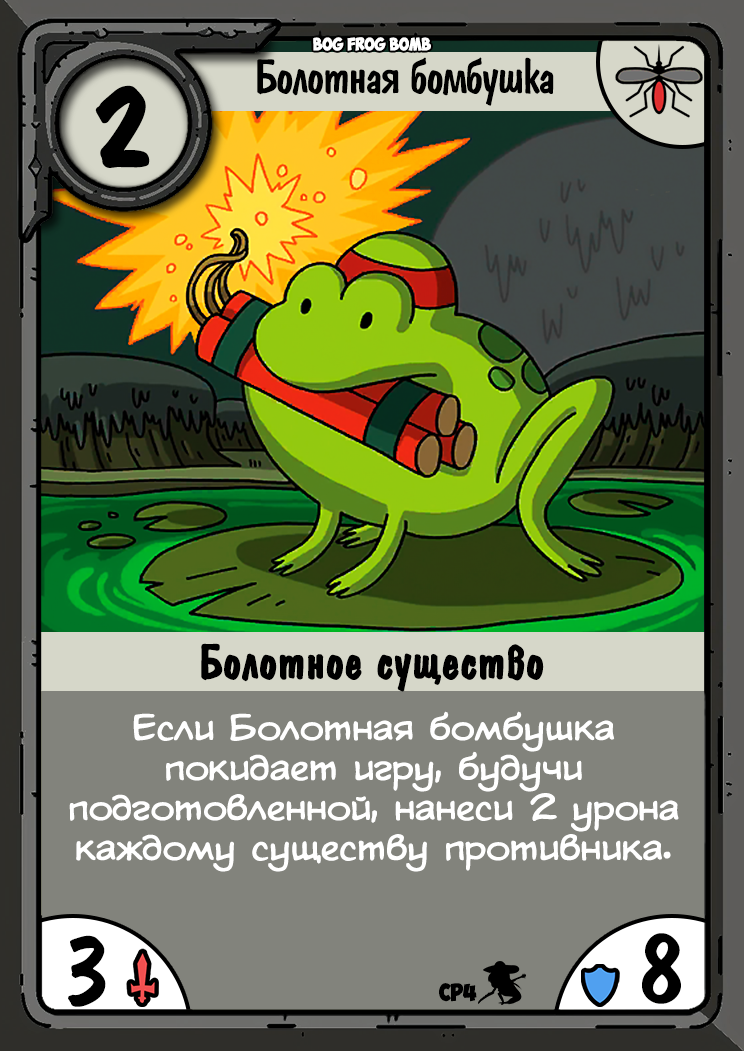 BOG FROG BOMB
Болотная бомбушка
2
Болотное существо
Если Болотная бомбушка
покидает игру, будучи
подготовленной, нанеси 2 урона
каждому существу противника.
3
CP4
8